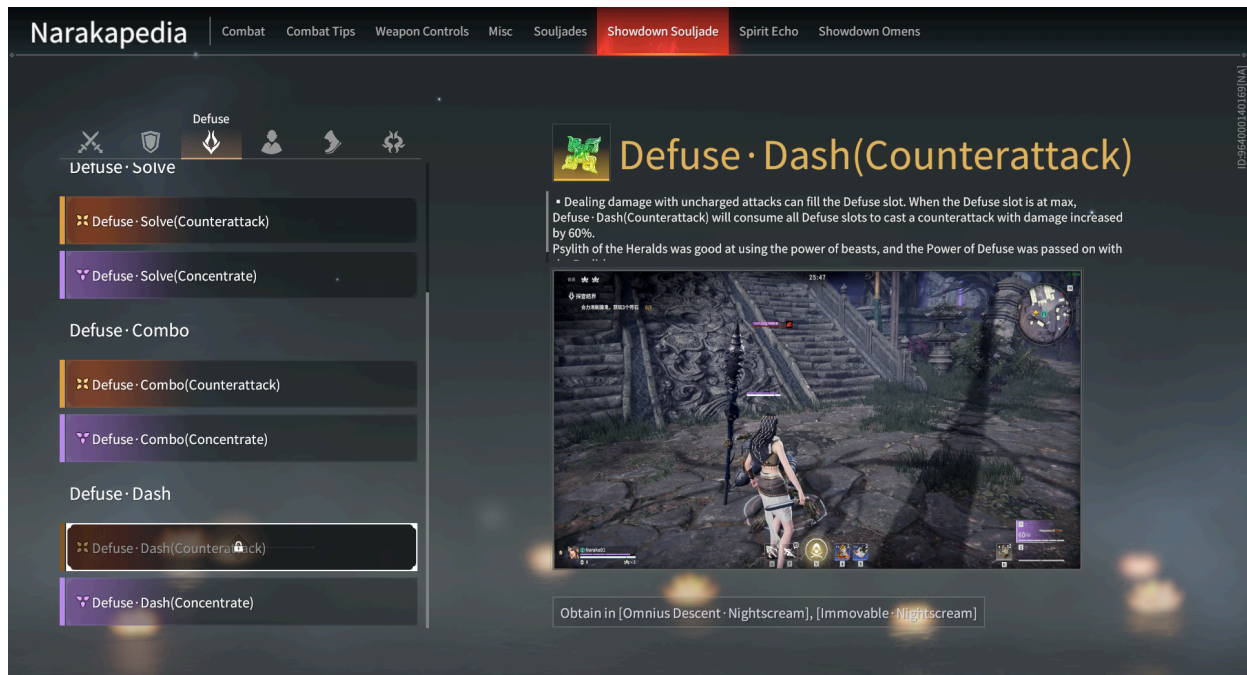 Narakapedia
Combat
Combat Tips
Weapon Controls
Misc
Souljades
Showdown Souljade
Spirit Echo
Showdown Omens
ID:964000140169[NA]
Defuse
Defuse·Solve
Defuse·Solve(Counterattack)
Defuse·Solve(Concentrate)
Defuse·Combo
Defuse·Combo(Counterattack)
Defuse·Combo(Concentrate)
Defuse·Dash
Defuse·Dash(Counterattack)
Defuse·Dash(Concentrate)
Defuse·Dash(Counterattack)
▪ Dealing damage with uncharged attacks can fill the Defuse slot. When the Defuse slot is at max,
Defuse·Dash(Counterattack) will consume all Defuse slots to cast a counterattack with damage increased
by 60%.
Psylith of the Heralds was good at using the power of beasts, and the Power of Defuse was passed on with
25:47
Naraka01
Obtain in [Omnius Descent·Nightscream], [Immovable·Nightscream]